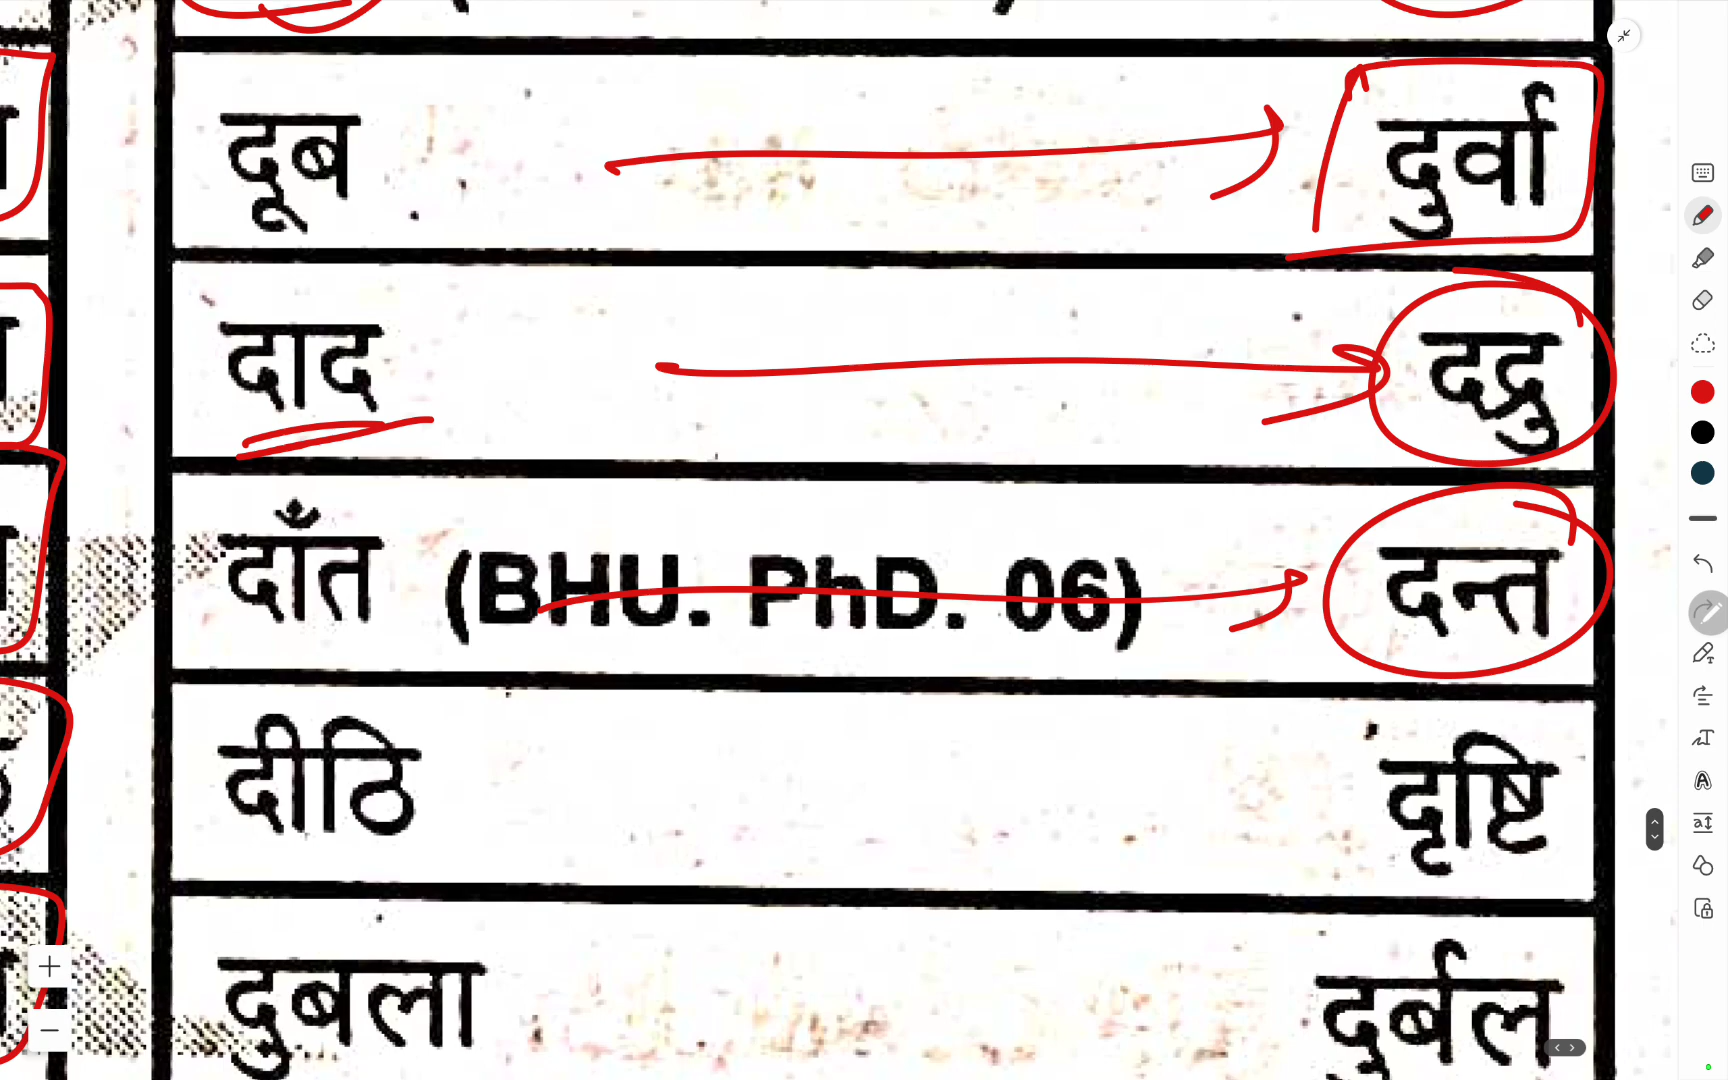 दूब दुर्वा
दाद दद्रु
दाँत (BHU. PhD. 06) दन्त
दीठि दृष्टि
दुबला दुर्बल